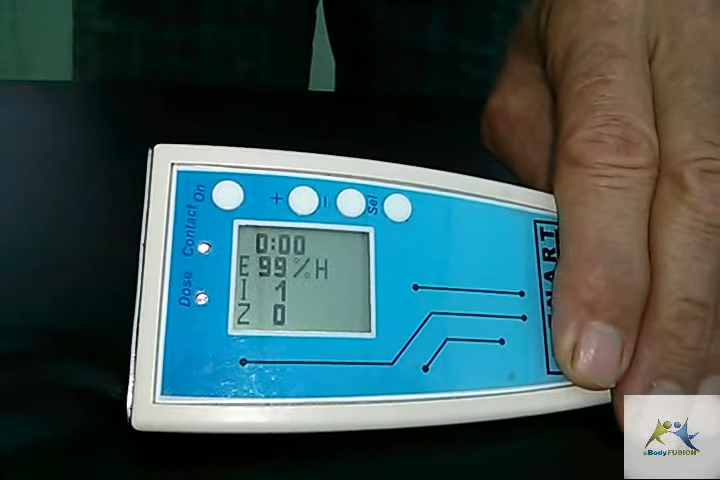 On
+
−
Sel
Contact
Dose
0:00
E 99%H
I 1
Z 0
eBodyFUSION